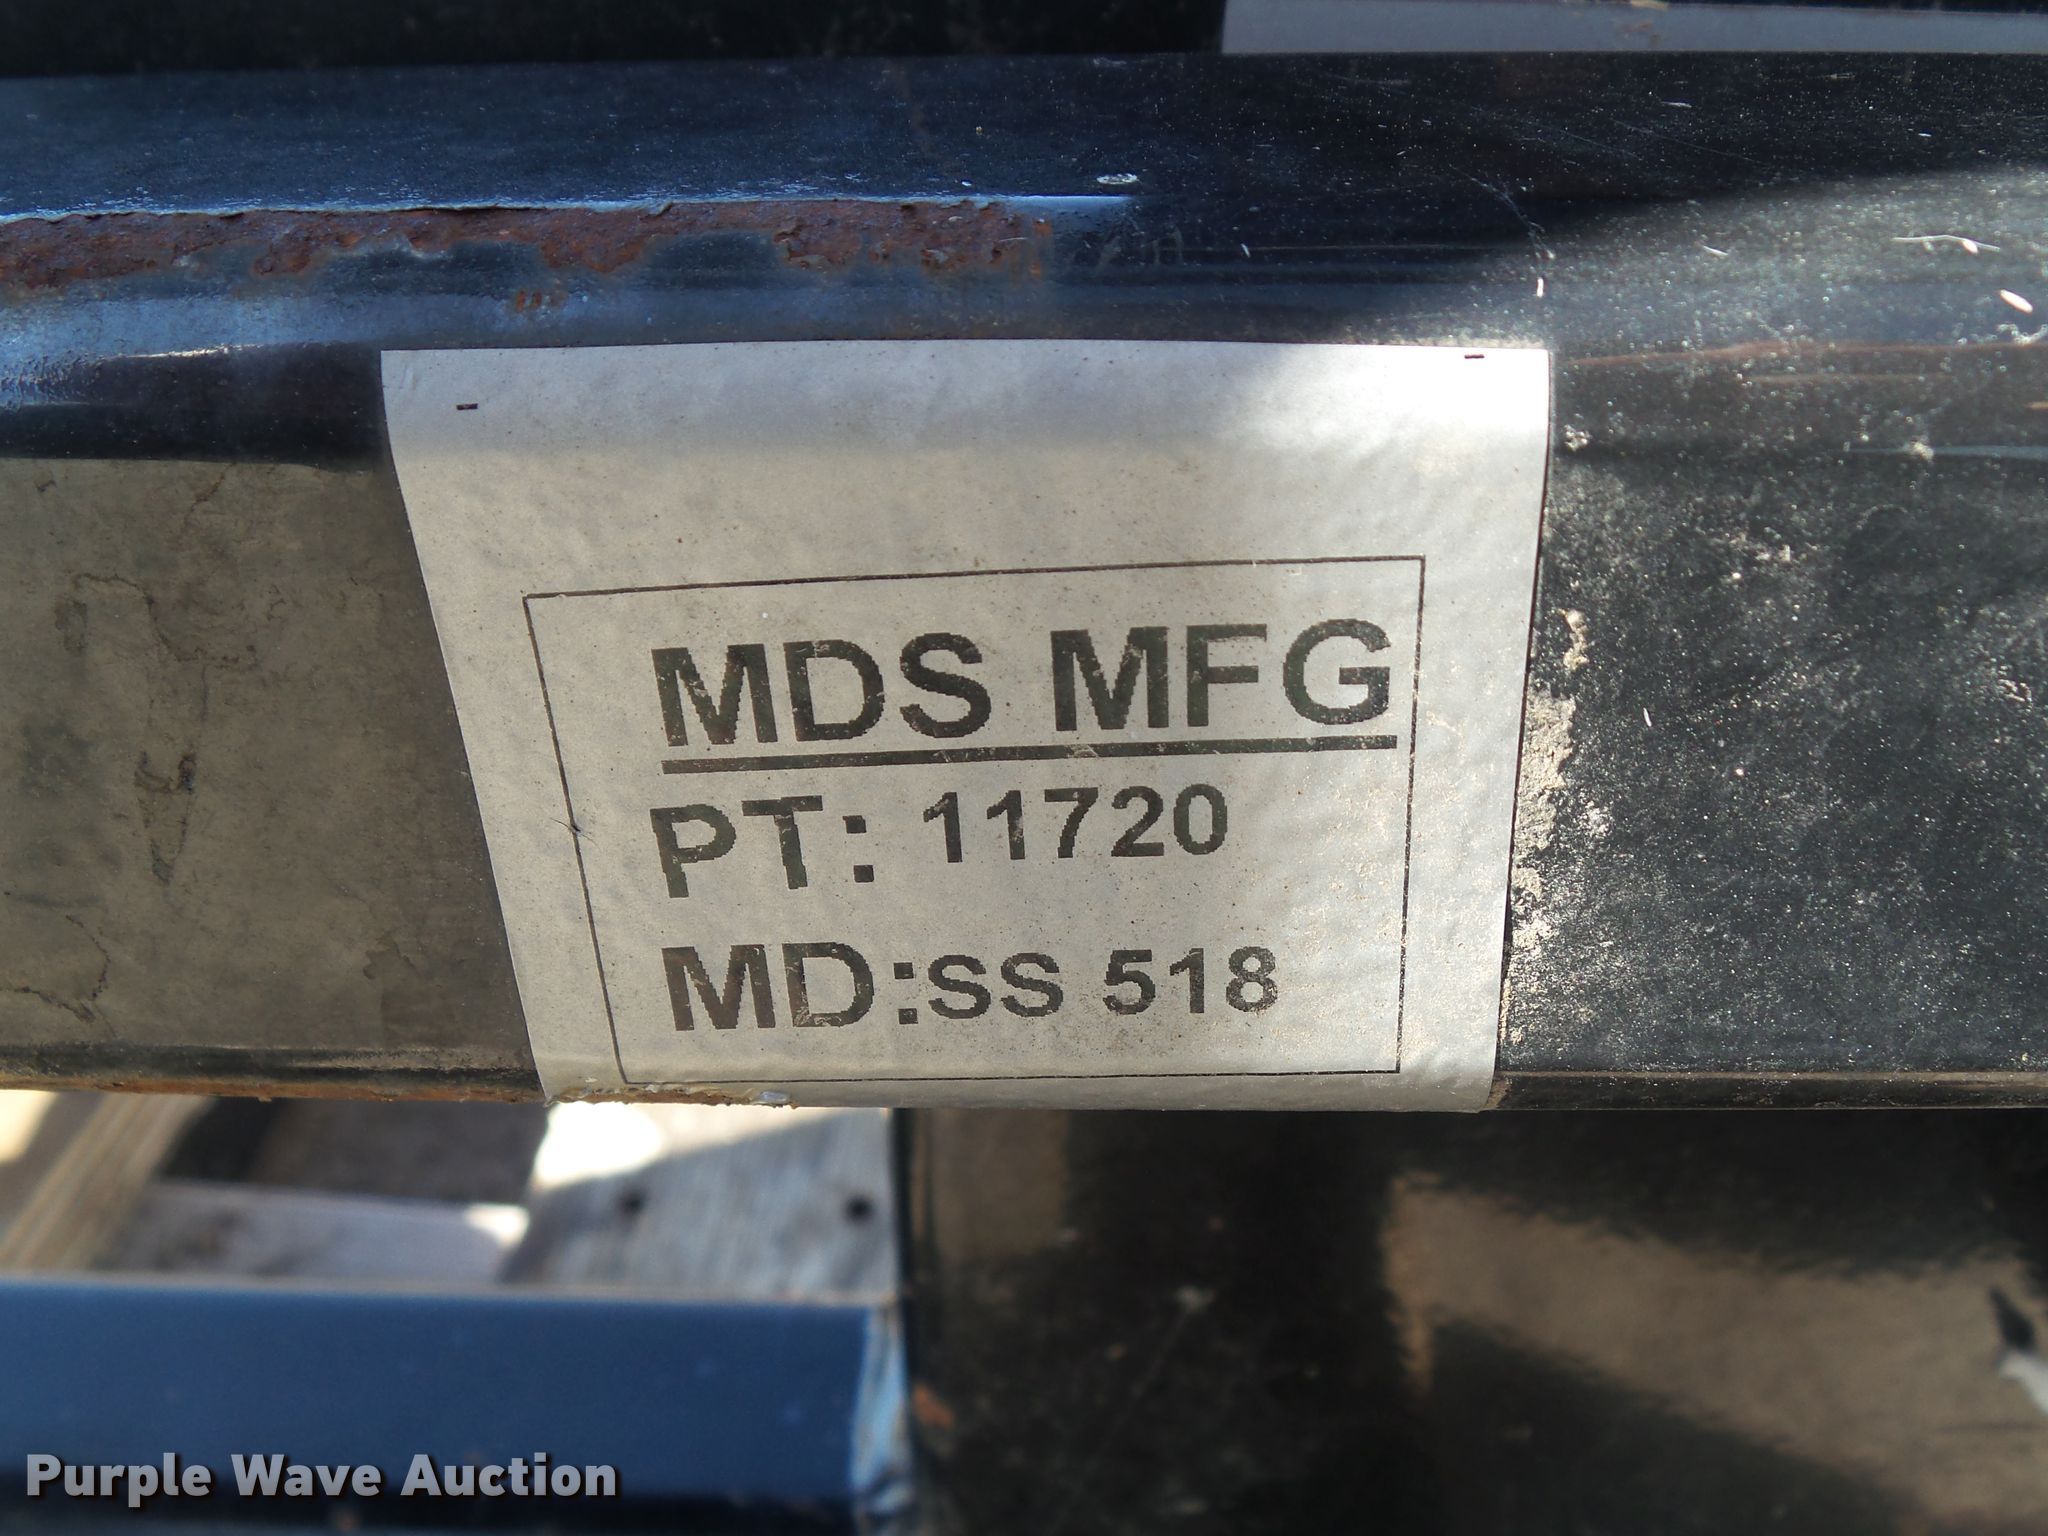 MDS MFG
PT: 11720
MD:SS 518
Purple Wave Auction